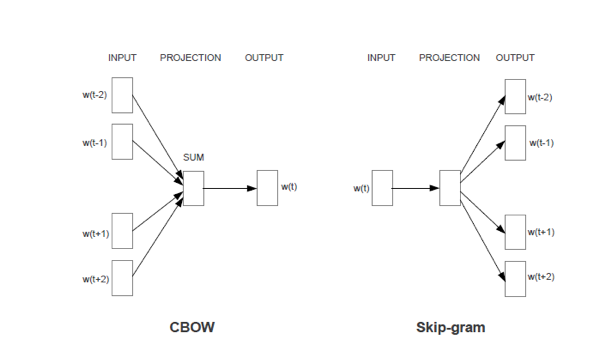 INPUT PROJECTION OUTPUT
w(t-2)
w(t-1)
SUM
w(t)
w(t+1)
w(t+2)
CBOW
INPUT PROJECTION OUTPUT
w(t-2)
w(t-1)
w(t)
w(t+1)
w(t+2)
Skip-gram